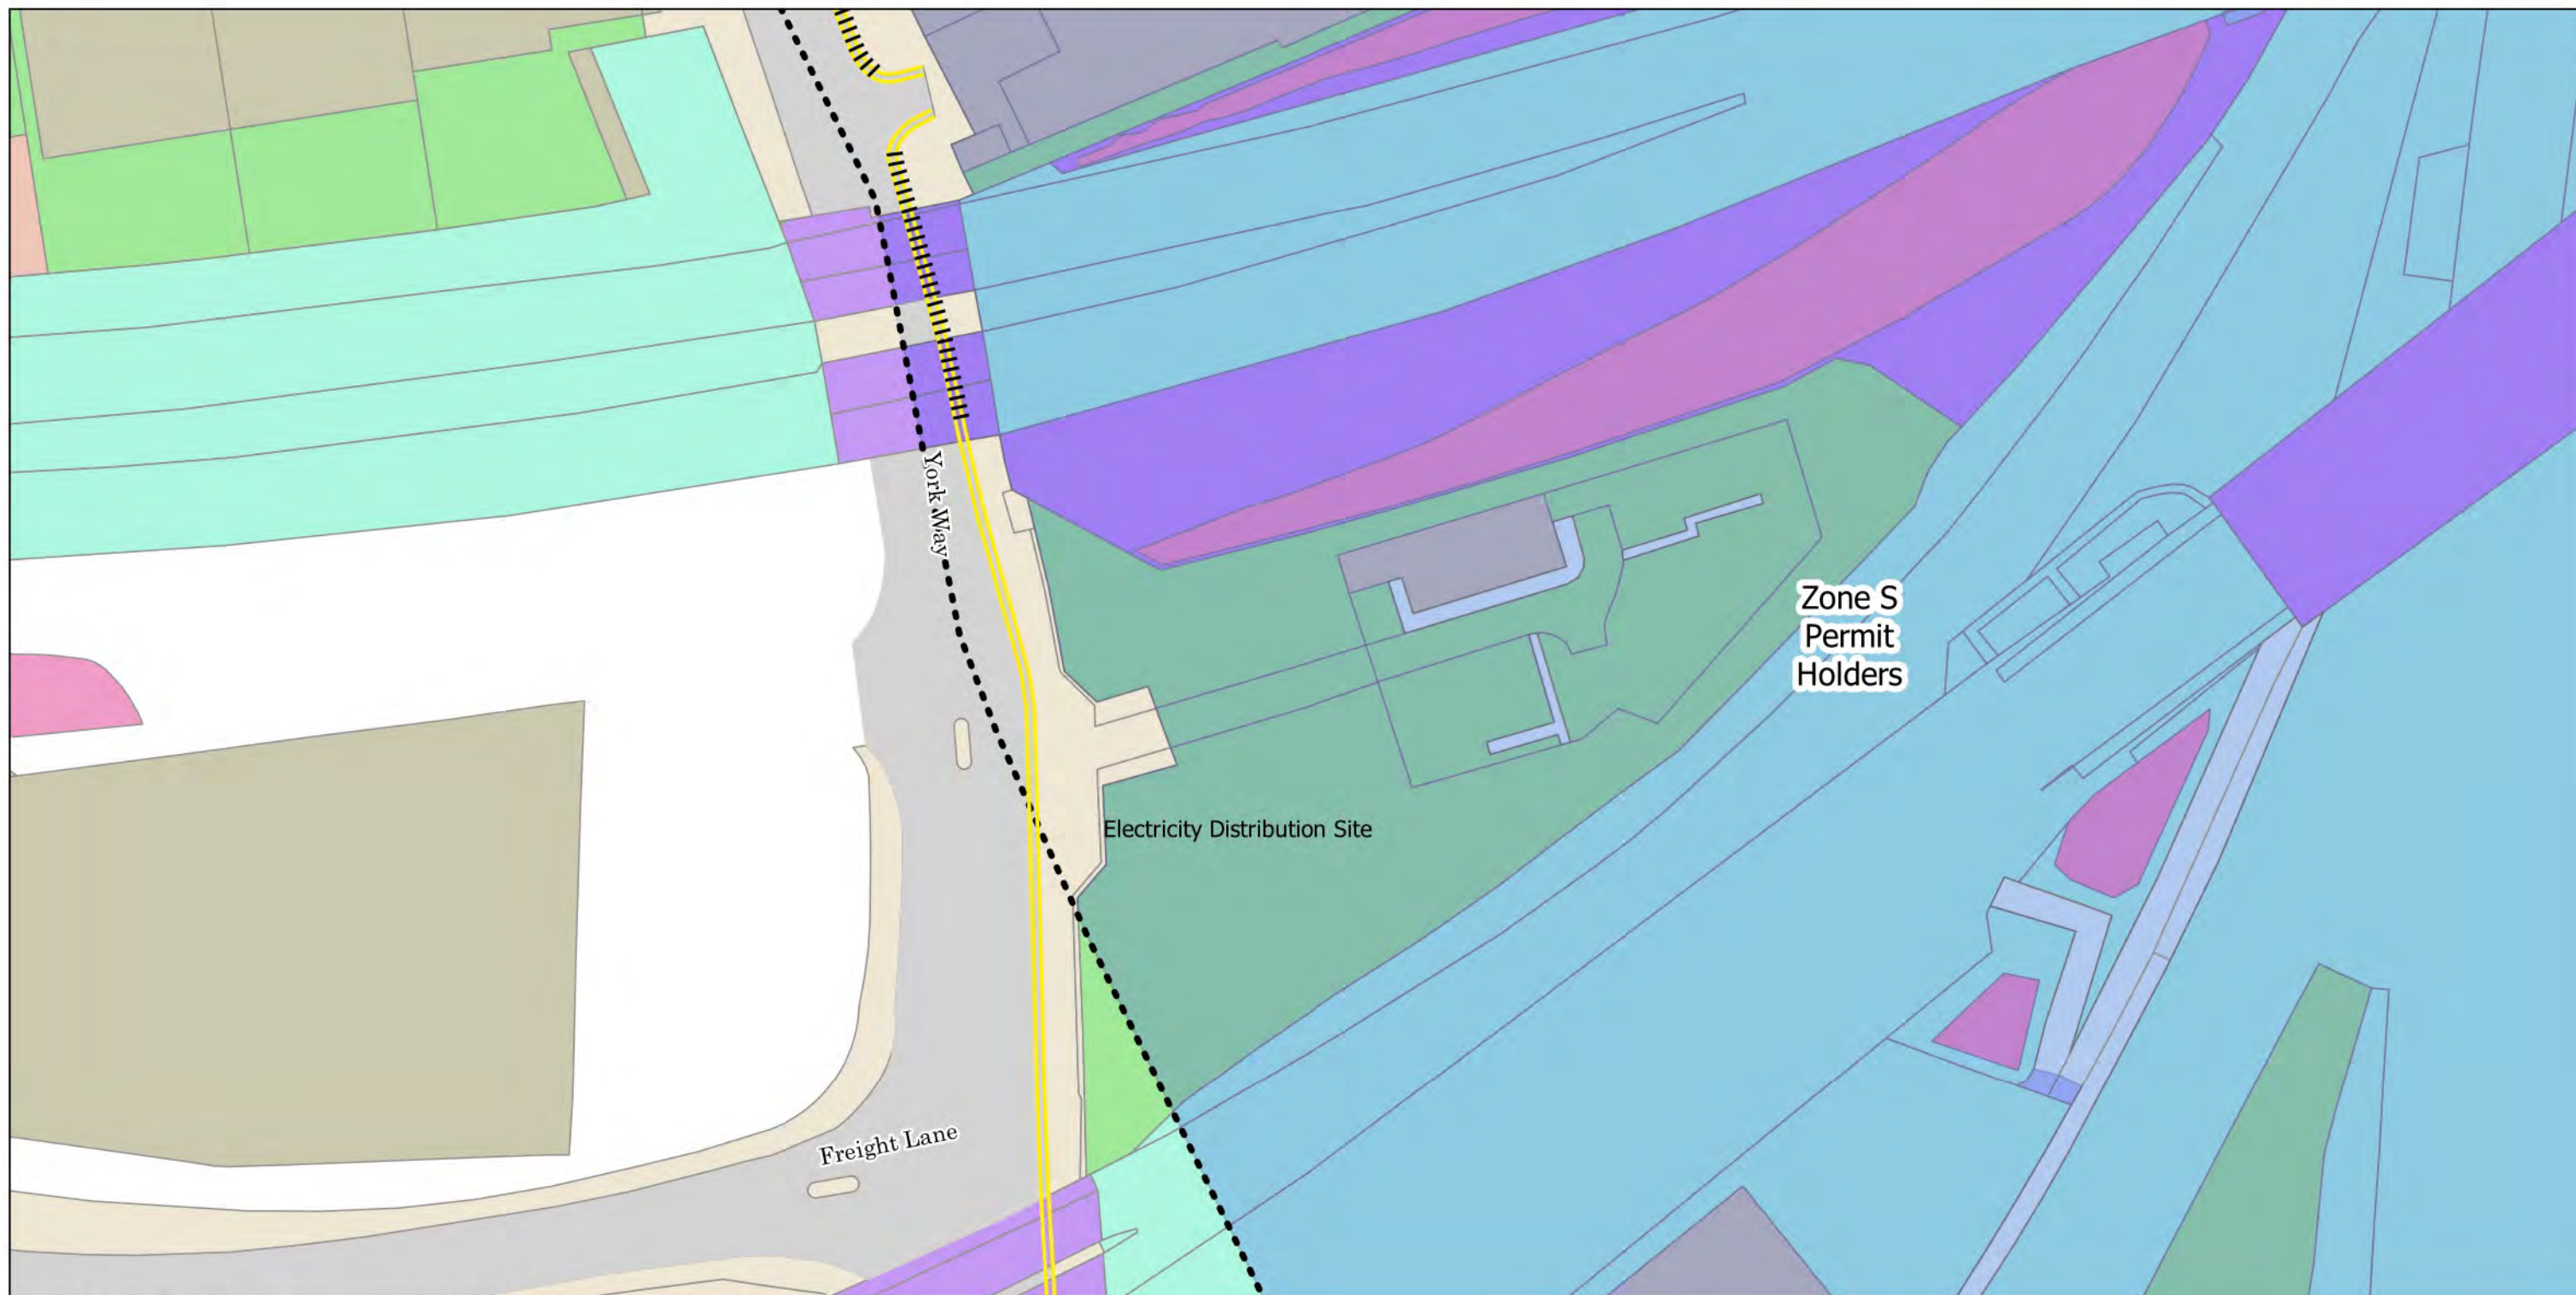 York Way
Zone S
Permit
Holders
Electricity Distribution Site
Freight Lane